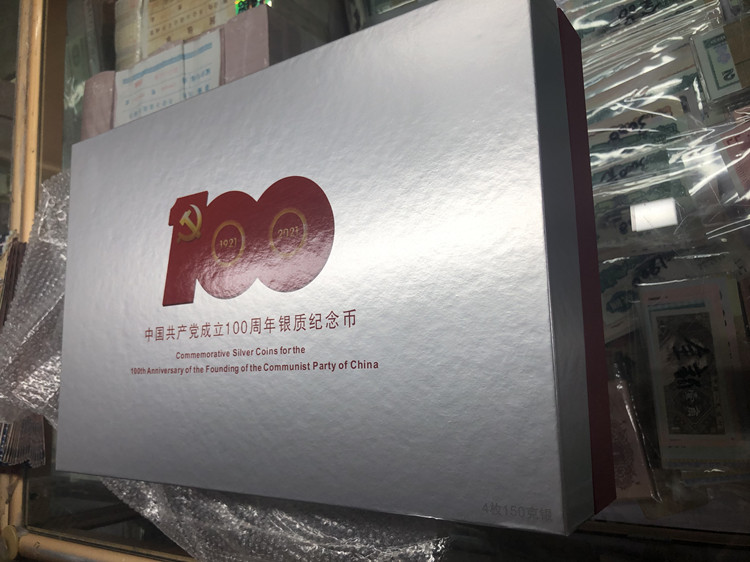 100
1921
2021
中国共产党成立100周年银质纪念币
Commemorative Silver Coins for the
100th Anniversary of the Founding of the Communist Party of China
4枚150克银